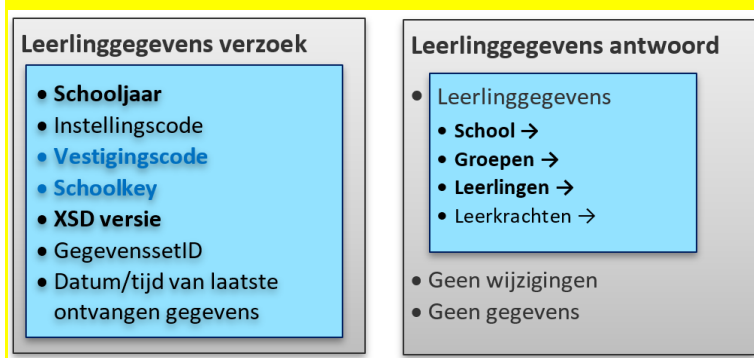 Leerlinggegevens verzoek
• Schooljaar
• Instellingscode
• Vestigingscode
• Schoolkey
• XSD versie
• GegevenssetID
• Datum/tijd van laatste
ontvangen gegevens
Leerlinggegevens antwoord
• Leerlinggegevens
• School →
• Groepen →
• Leerlingen →
• Leerkrachten →
• Geen wijzigingen
• Geen gegevens